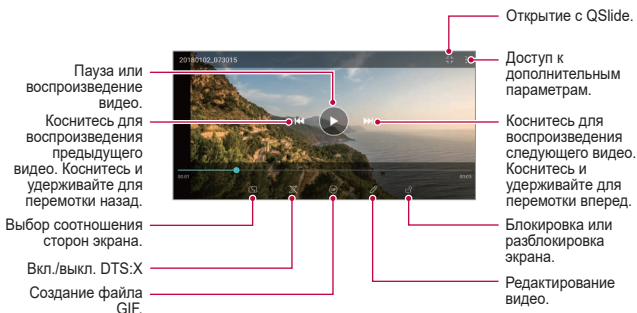 Открытие с QSlide.
20180102_073015
Пауза или
воспроизведение
видео.
Доступ к
дополнительным
параметрам.
Коснитесь для
воспроизведения
предыдущего
видео. Коснитесь и
удерживайте для
перемотки назад.
Коснитесь для
воспроизведения
следующего видео.
Коснитесь и
удерживайте для
перемотки вперед.
00:01
00:03
Выбор соотношения
сторон экрана.
Блокировка или
разблокировка
экрана.
Вкл./выкл. DTS:X
Создание файла
GIF.
Редактирование
видео.